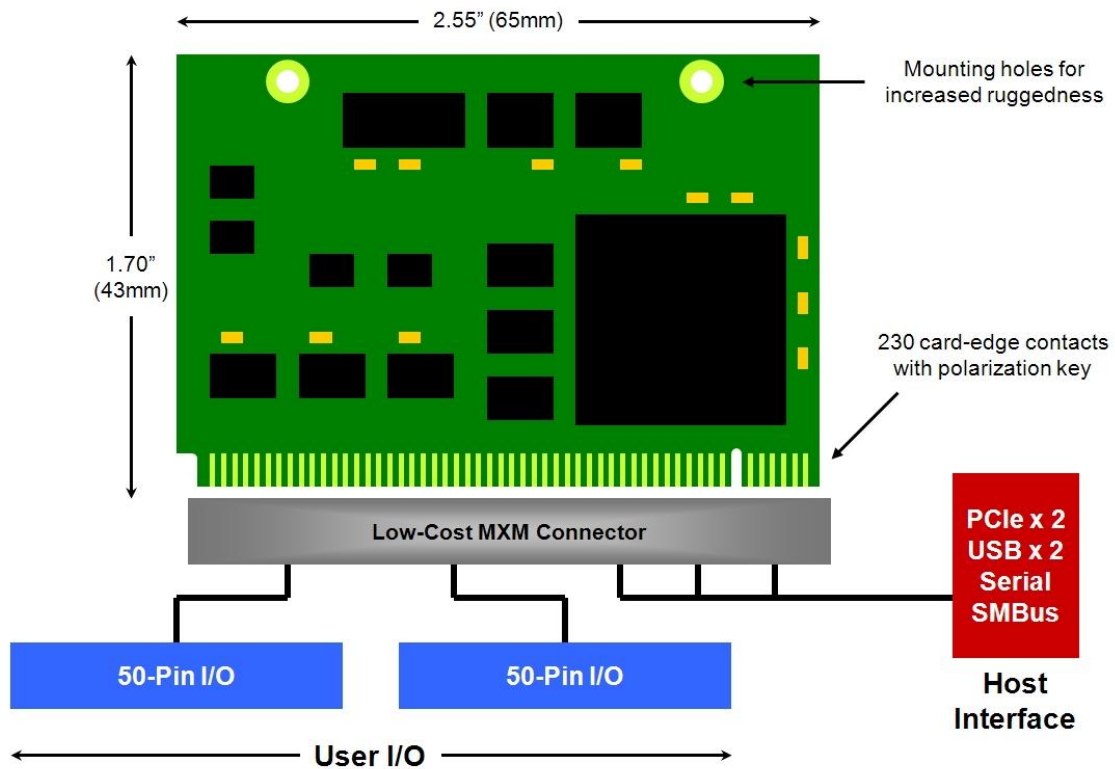 2.55” (65mm)
Mounting holes for
increased ruggedness
1.70”
(43mm)
230 card-edge contacts
with polarization key
Low-Cost MXM Connector
PCIe x 2
USB x 2
Serial
SMBus
50-Pin I/O
50-Pin I/O
Host
Interface
User I/O